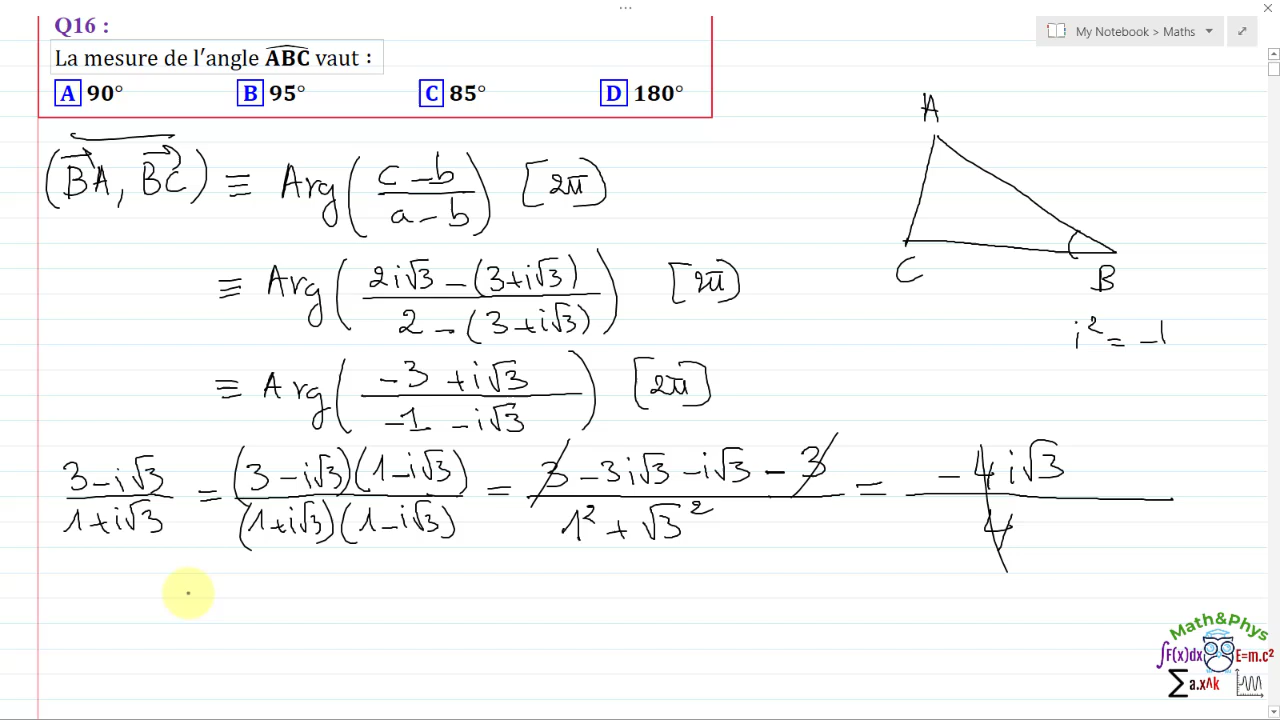 ...
Q16 :
My Notebook > Maths
La mesure de l'angle ABC vaut :
A 90° B 95° C 85° D 180°
A
(BA, BC) ≡ Arg((c - b)/(a - b)) [2π]
C B
≡ Arg((2i√3 - (3+i√3))/(2 - (3+i√3))) [2π]
i² = -1
≡ Arg((-3 + i√3)/(-1 - i√3)) [2π]
(3 - i√3)/(1 + i√3) = ((3 - i√3)(1 - i√3))/((1 + i√3)(1 - i√3)) = (3 - 3i√3 - i√3 - 3)/(1² + √3²) = (-4i√3)/4
Math&Phys
∫F(x)dx E=m.c²
∑ a.x∧k